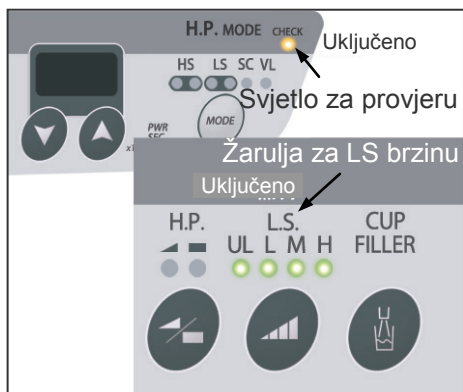 H.P. MODE CHECK
Uključeno
HS LS SC VL
Svjetlo za provjeru
MODE
PWR
Žarulja za LS brzinu
Uključeno
H.P. L.S. CUP
UL L M H FILLER